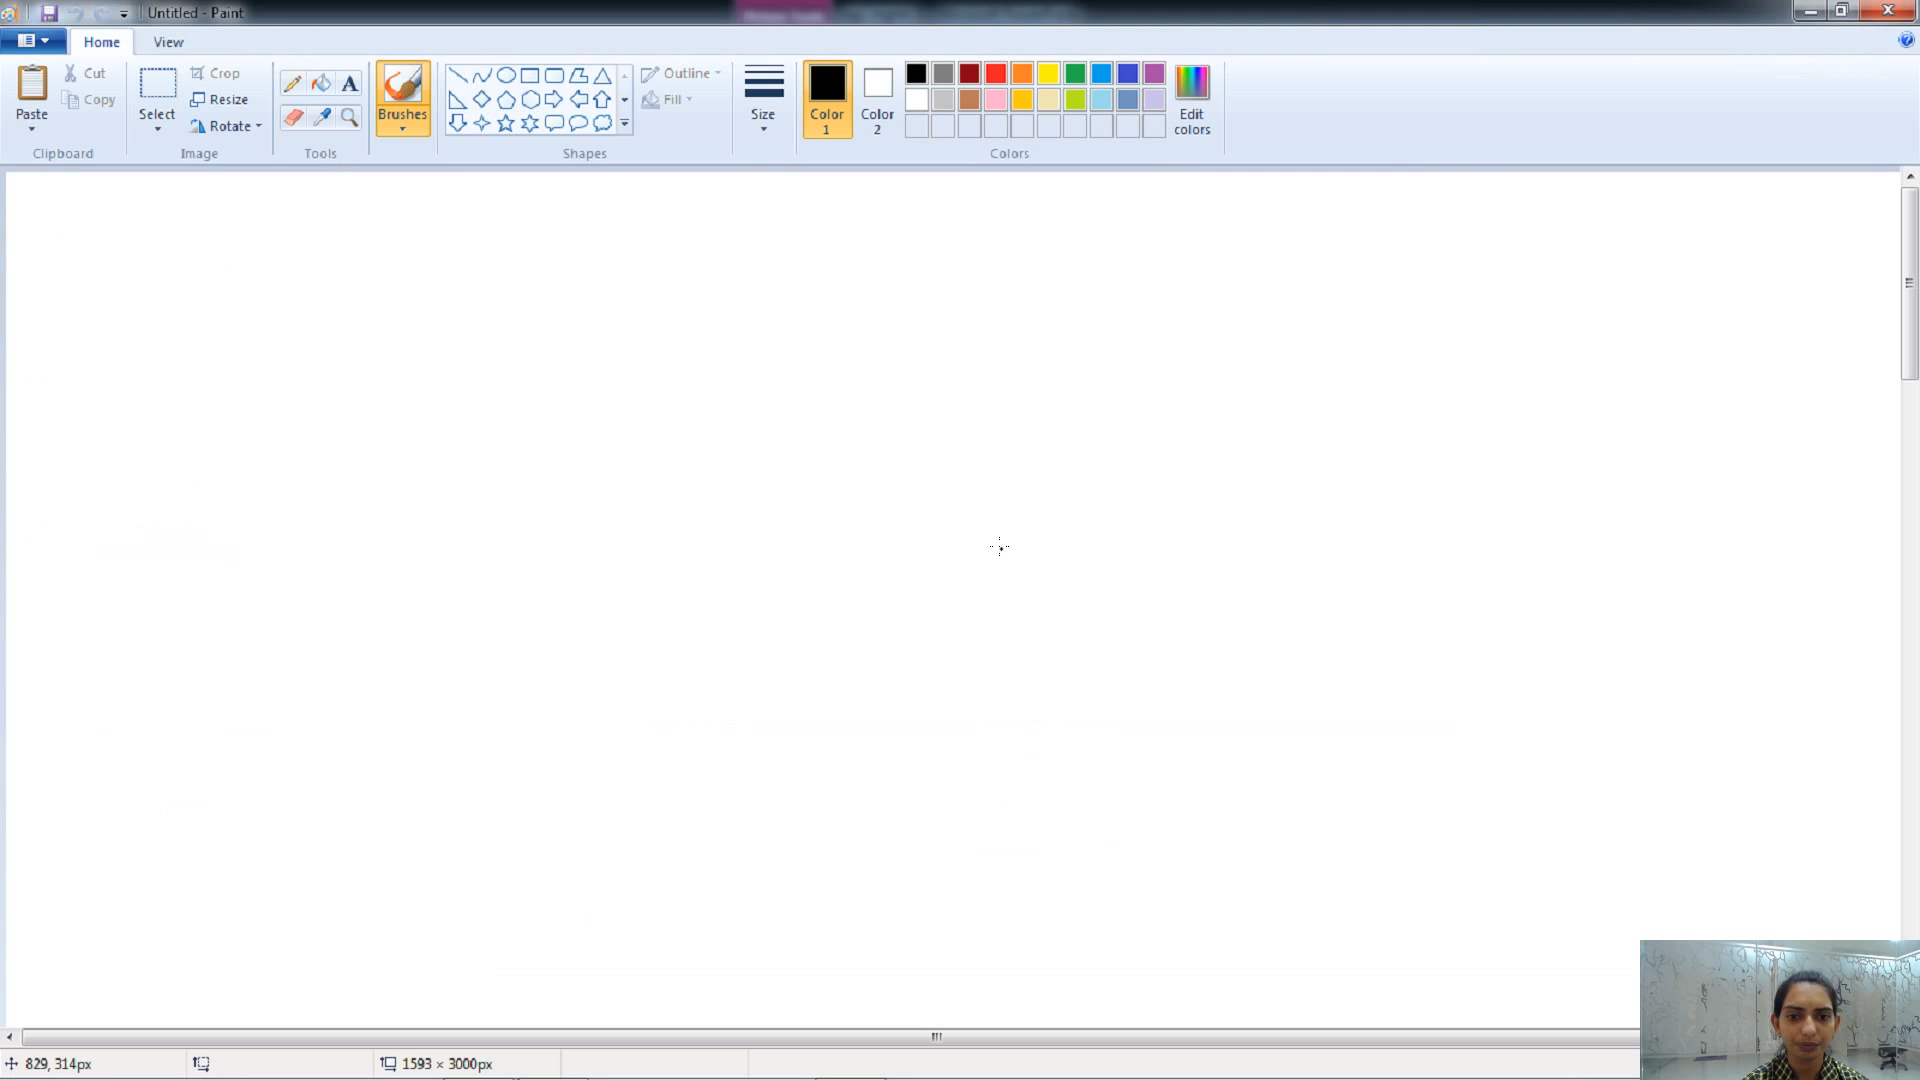 Untitled - Paint
Home
View
Paste
Cut
Copy
Clipboard
Select
Crop
Resize
Rotate
Image
A
Tools
Brushes
Shapes
Outline
Fill
Size
Color
1
Color
2
Colors
Edit
colors
829, 314px
1593 × 3000px